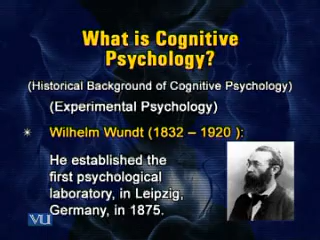 What is Cognitive
Psychology?
(Historical Background of Cognitive Psychology)
(Experimental Psychology)
Wilhelm Wundt (1832 – 1920 ):
He established the
first psychological
laboratory, in Leipzig,
Germany, in 1875.
VU